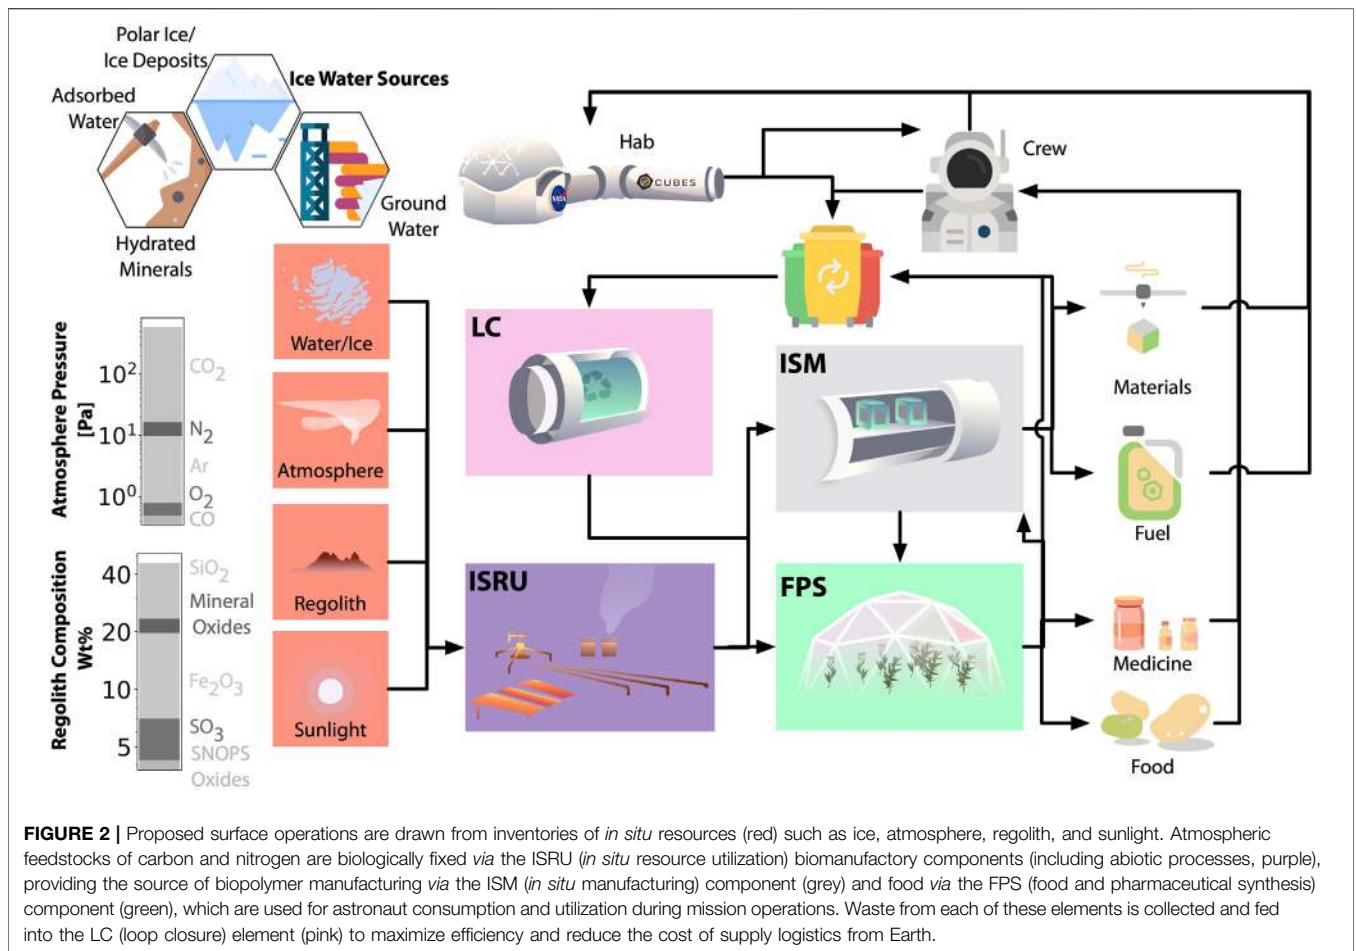 Polar Ice/
Ice Deposits
Ice Water Sources
Adsorbed
Water
Ground
Water
Hydrated
Minerals
Hab
NASA
CUBES
Crew
Water/Ice
Atmosphere
Regolith
Sunlight
Atmosphere Pressure
[Pa]
10²
10¹
10⁰
CO₂
N₂
Ar
O₂
CO
Regolith Composition
Wt%
40
20
10
5
SiO₂
Mineral
Oxides
Fe₂O₃
SO₃
SNOPS
Oxides
LC
ISM
ISRU
FPS
Materials
Fuel
Medicine
Food
FIGURE 2 | Proposed surface operations are drawn from inventories of in situ resources (red) such as ice, atmosphere, regolith, and sunlight. Atmospheric
feedstocks of carbon and nitrogen are biologically fixed via the ISRU (in situ resource utilization) biomanufactory components (including abiotic processes, purple),
providing the source of biopolymer manufacturing via the ISM (in situ manufacturing) component (grey) and food via the FPS (food and pharmaceutical synthesis)
component (green), which are used for astronaut consumption and utilization during mission operations. Waste from each of these elements is collected and fed
into the LC (loop closure) element (pink) to maximize efficiency and reduce the cost of supply logistics from Earth.